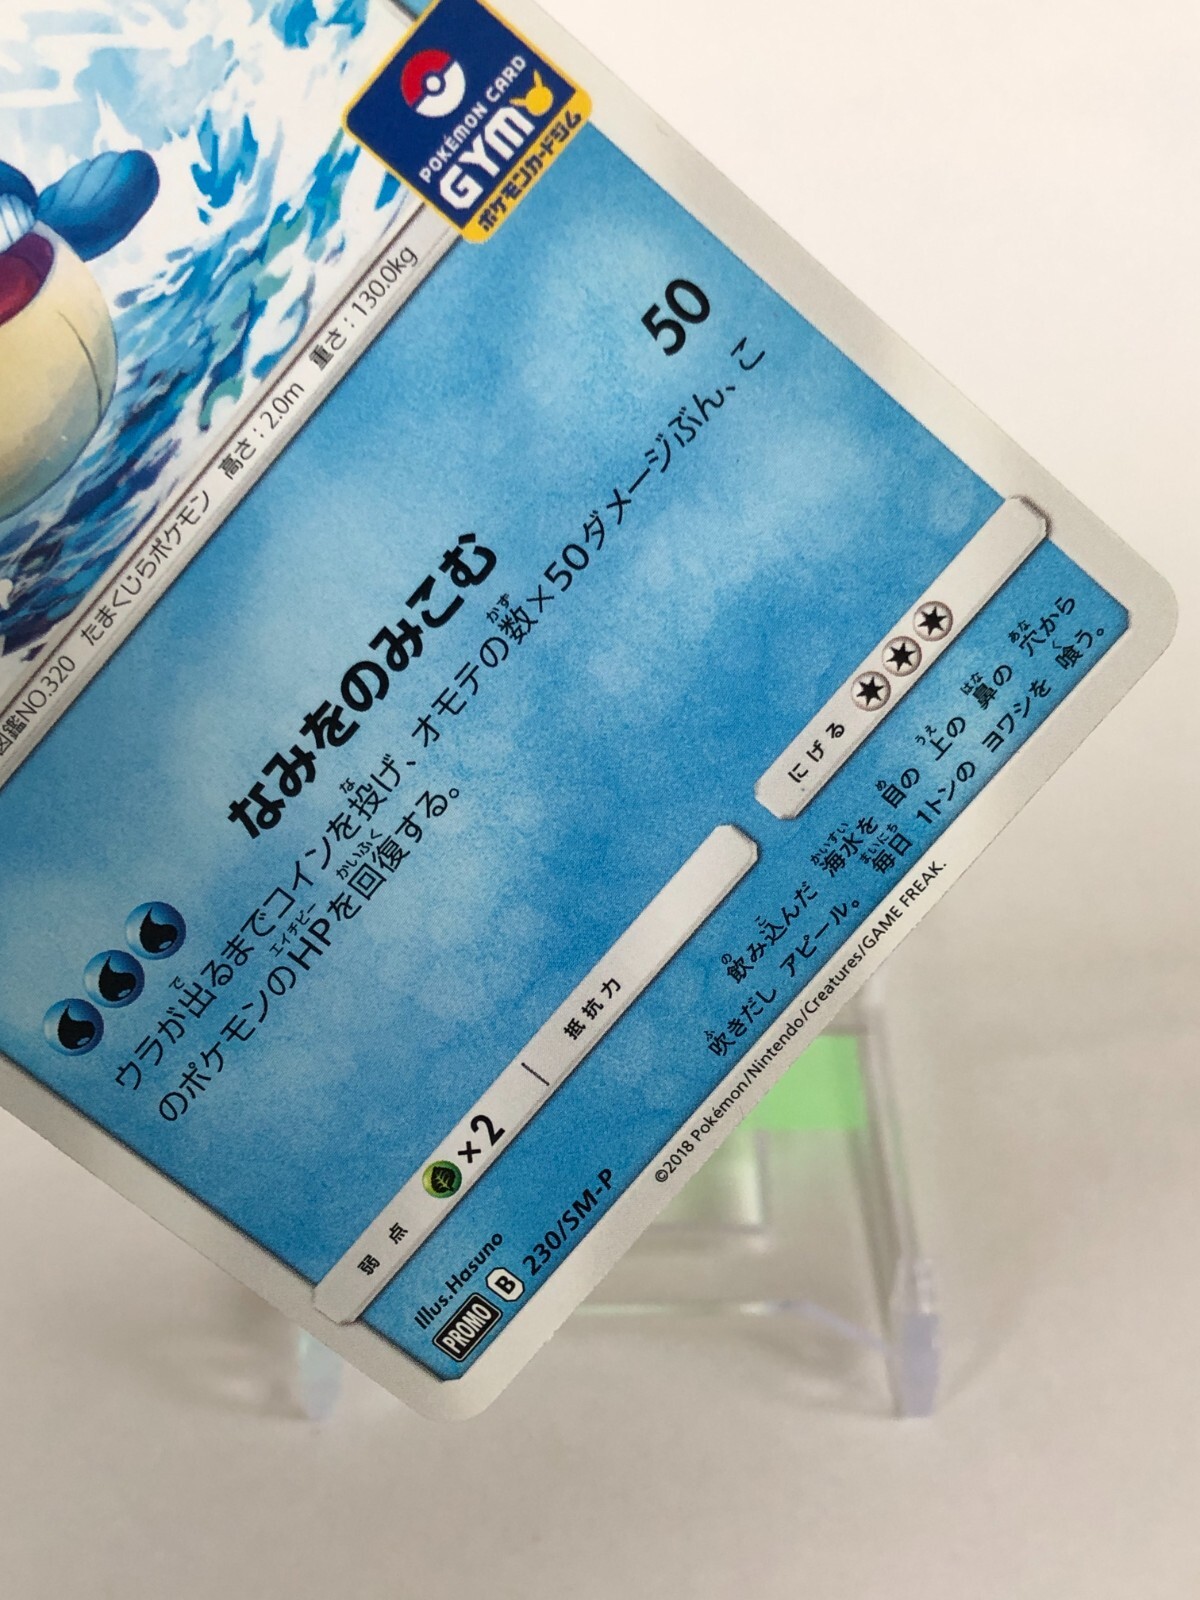 POKÉMON CARD
GYM
ポケモンカードジム
図鑑NO.320 たまくじらポケモン 高さ：2.0m 重さ：130.0kg
なみをのみこむ 50
ウラが出るまでコインを投げ、オモテの数×50ダメージぶん、こ
のポケモンのHPを回復する。
弱点 ×2 抵抗力 にげる
Illus.Hasuno
PROMO B 230/SM-P
飲み込んだ 海水を 目の 上の 鼻の 穴から
吹きだし アピール。 毎日 1トンの ヨワシを 喰う。
©2018 Pokémon/Nintendo/Creatures/GAME FREAK.